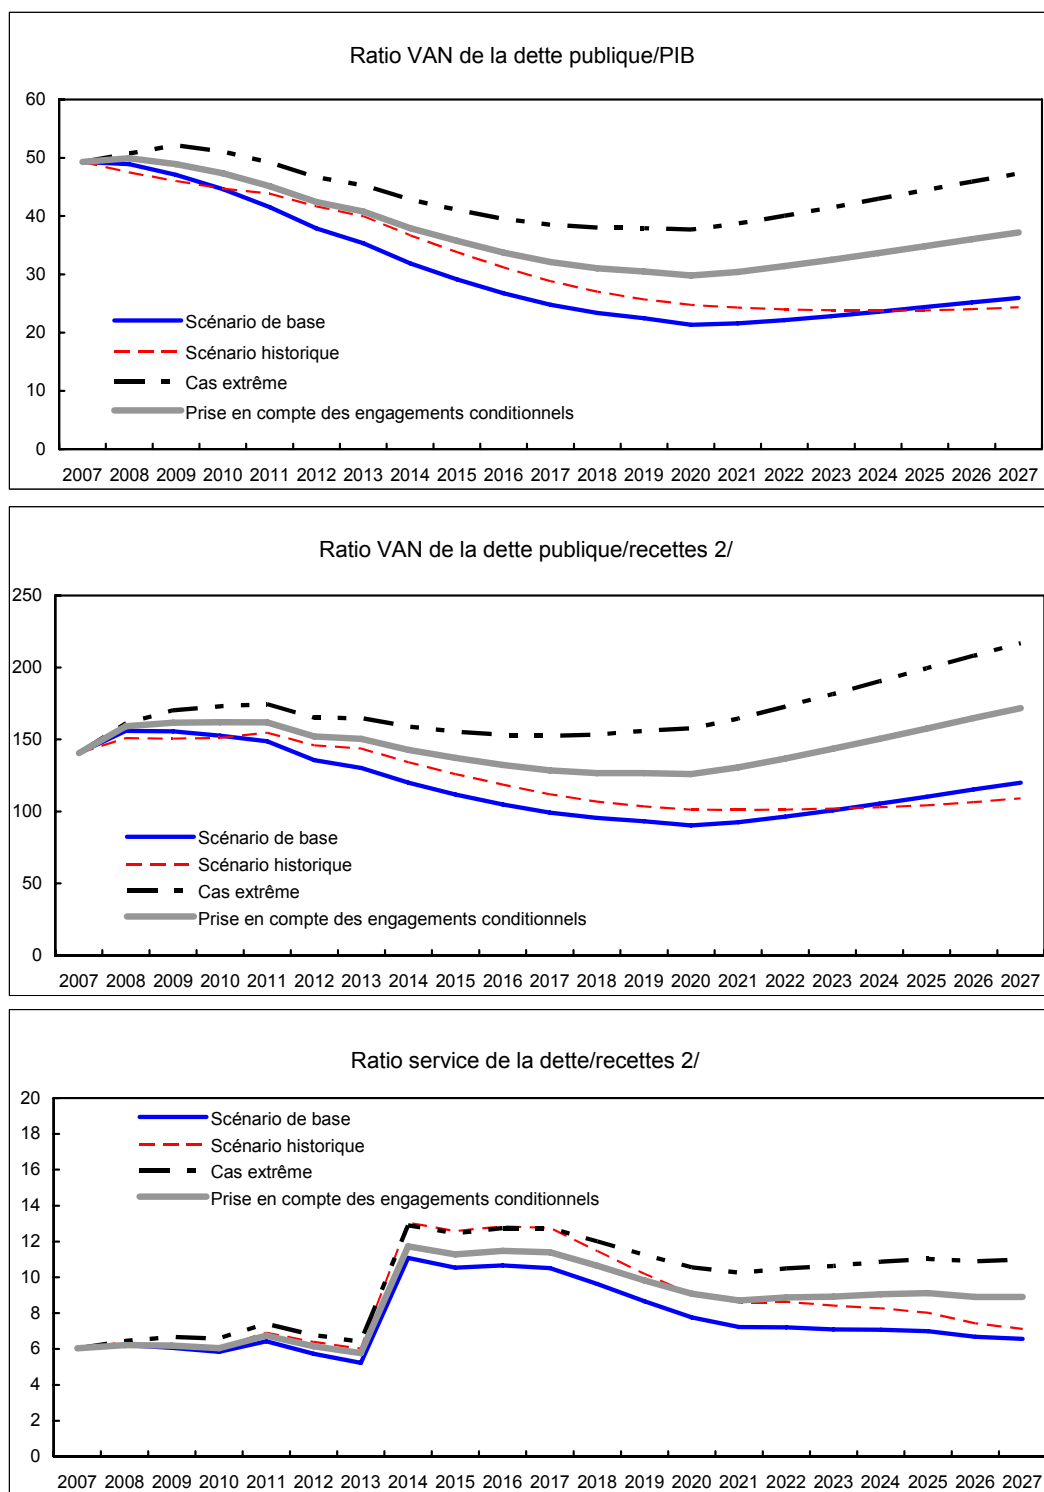 Ratio VAN de la dette publique/PIB
60
50
40
30
20
10
0
Scénario de base
Scénario historique
Cas extrême
Prise en compte des engagements conditionnels
2007 2008 2009 2010 2011 2012 2013 2014 2015 2016 2017 2018 2019 2020 2021 2022 2023 2024 2025 2026 2027
Ratio VAN de la dette publique/recettes 2/
250
200
150
100
50
0
Scénario de base
Scénario historique
Cas extrême
Prise en compte des engagements conditionnels
2007 2008 2009 2010 2011 2012 2013 2014 2015 2016 2017 2018 2019 2020 2021 2022 2023 2024 2025 2026 2027
Ratio service de la dette/recettes 2/
20
18
16
14
12
10
8
6
4
2
0
Scénario de base
Scénario historique
Cas extrême
Prise en compte des engagements conditionnels
2007 2008 2009 2010 2011 2012 2013 2014 2015 2016 2017 2018 2019 2020 2021 2022 2023 2024 2025 2026 2027